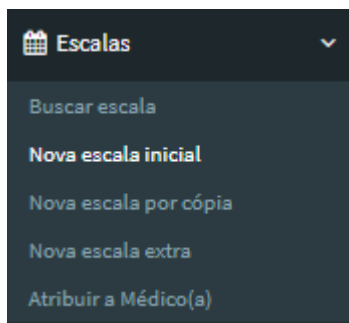 Escalas
Buscar escala
Nova escala inicial
Nova escala por cópia
Nova escala extra
Atribuir a Médico(a)